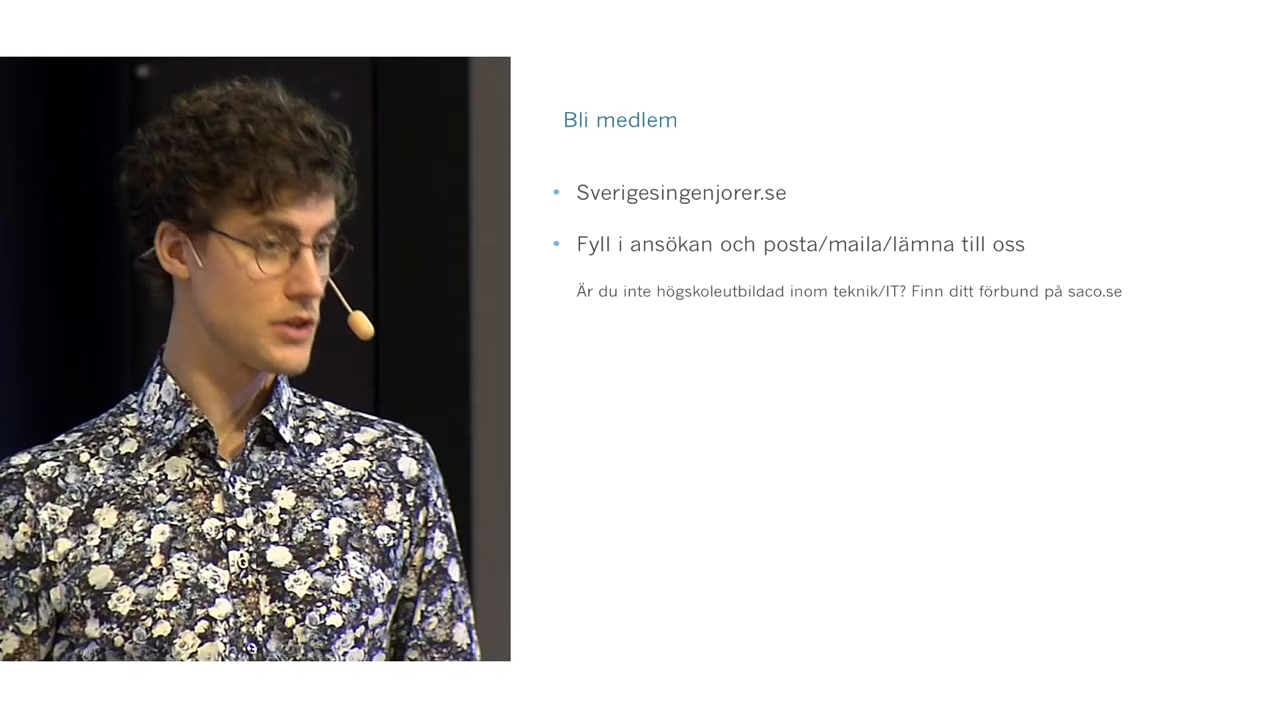 Bli medlem
Sverigesingenjorer.se
Fyll i ansökan och posta/maila/lämna till oss
Är du inte högskoleutbildad inom teknik/IT? Finn ditt förbund på saco.se